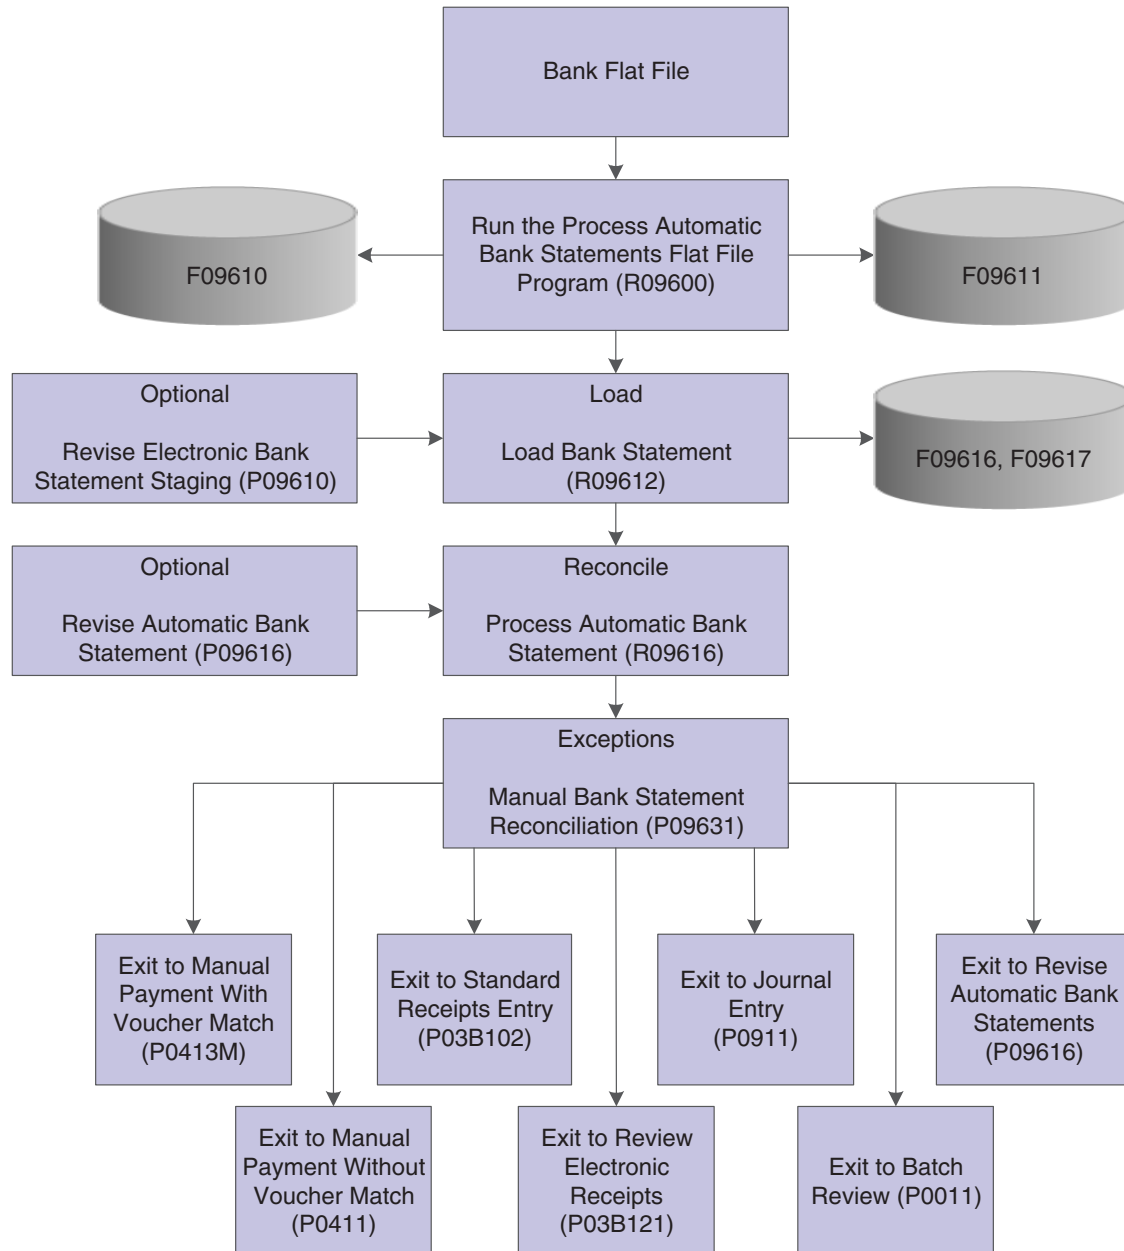 Bank Flat File
Run the Process Automatic
Bank Statements Flat File
Program (R09600)
F09610
F09611
Optional
Revise Electronic Bank
Statement Staging (P09610)
Load
Load Bank Statement
(R09612)
F09616, F09617
Optional
Revise Automatic Bank
Statement (P09616)
Reconcile
Process Automatic Bank
Statement (R09616)
Exceptions
Manual Bank Statement
Reconciliation (P09631)
Exit to Manual
Payment With
Voucher Match
(P0413M)
Exit to Standard
Receipts Entry
(P03B102)
Exit to Journal
Entry
(P0911)
Exit to Revise
Automatic Bank
Statements
(P09616)
Exit to Manual
Payment Without
Voucher Match
(P0411)
Exit to Review
Electronic
Receipts
(P03B121)
Exit to Batch
Review (P0011)